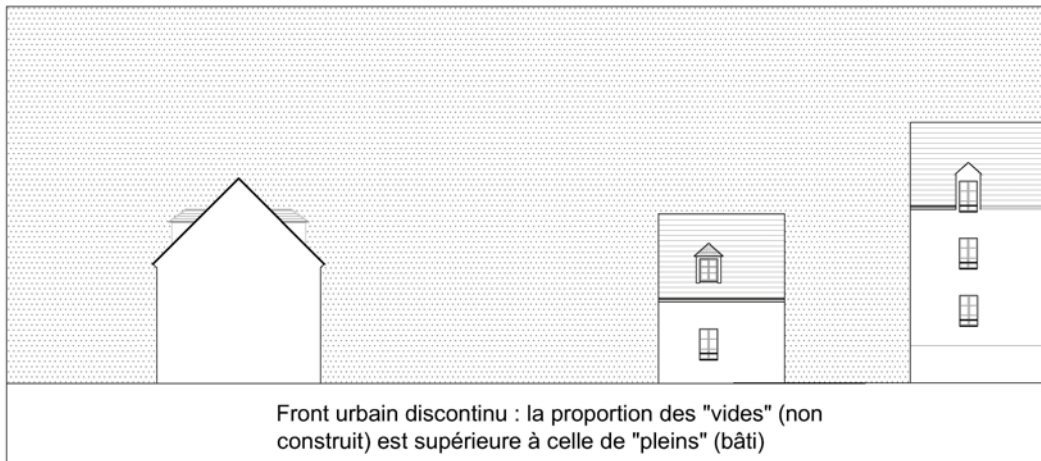 Front urbain discontinu : la proportion des "vides" (non
construit) est supérieure à celle de "pleins" (bâti)